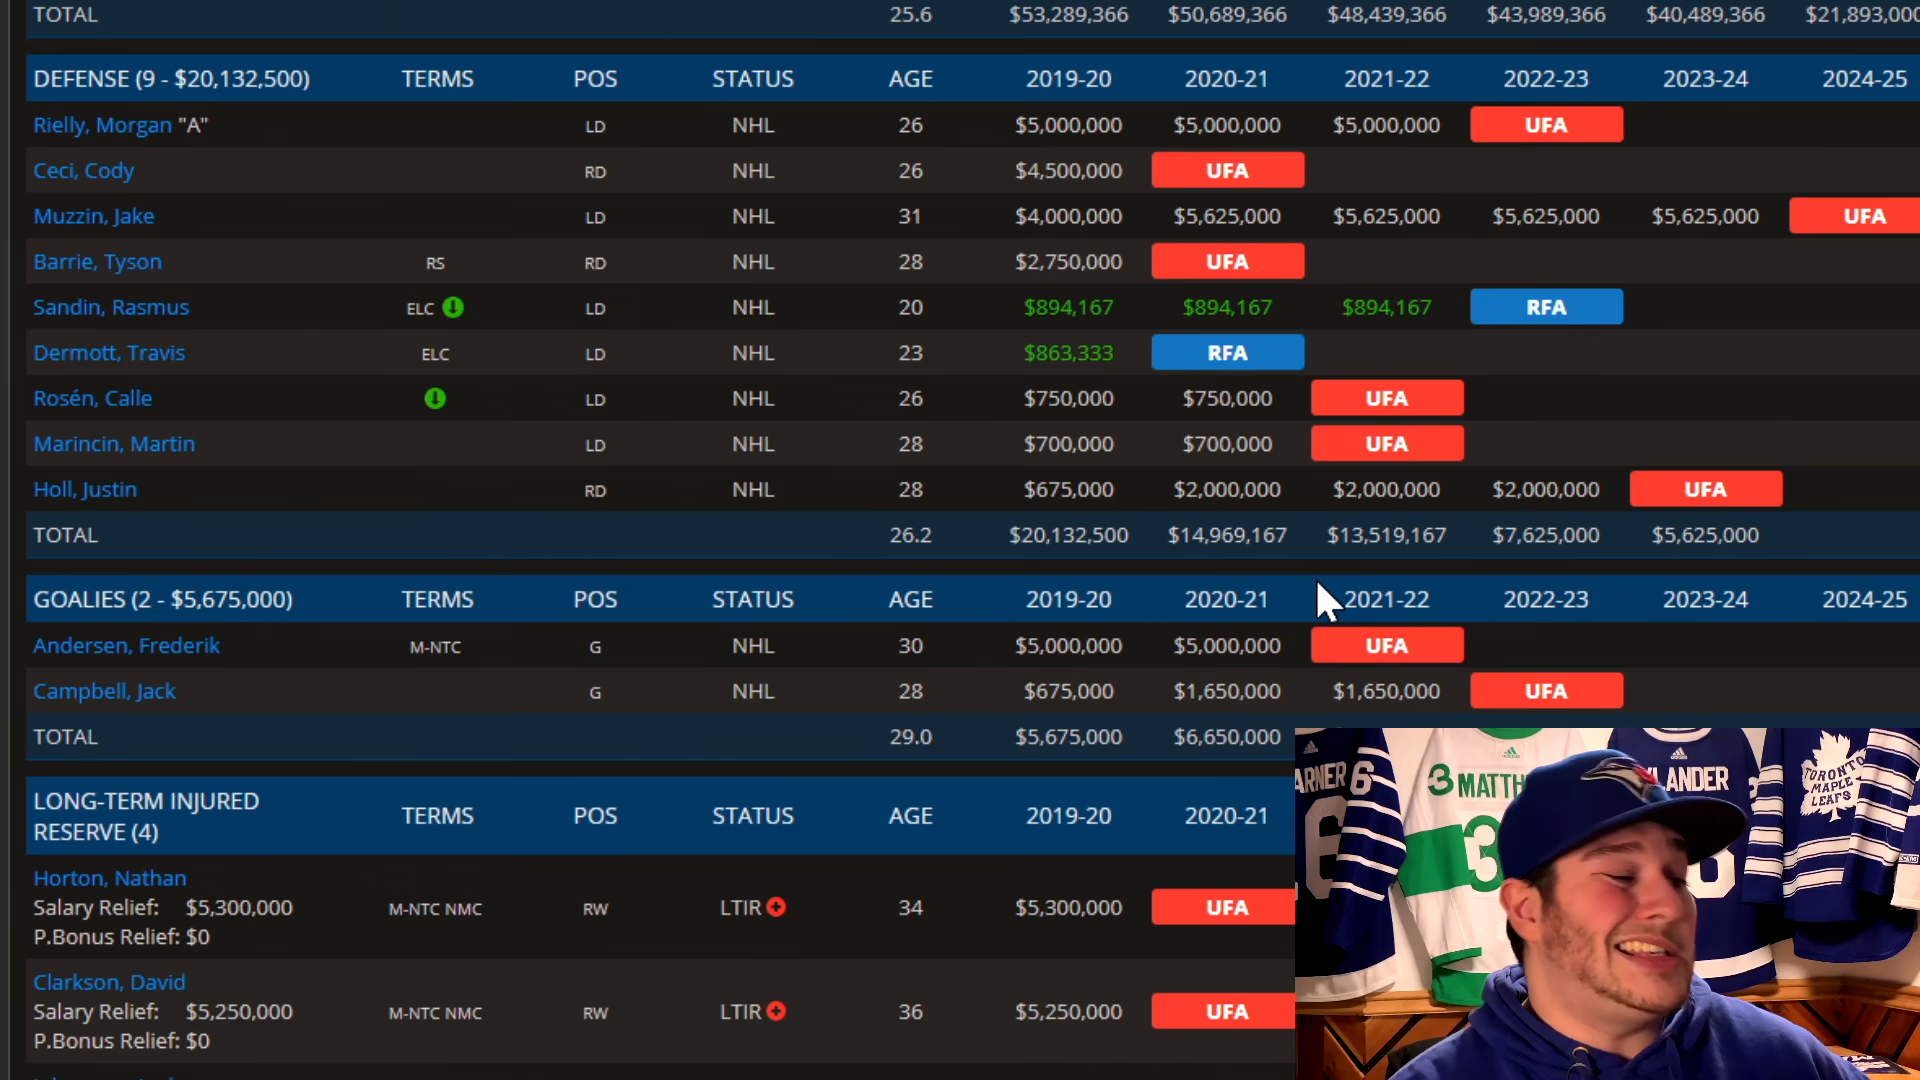 TOTAL 25.6 $53,289,366 $50,689,366 $48,439,366 $43,989,366 $40,489,366 $21,893,000
DEFENSE (9 - $20,132,500) TERMS POS STATUS AGE 2019-20 2020-21 2021-22 2022-23 2023-24 2024-25
Rielly, Morgan "A" LD NHL 26 $5,000,000 $5,000,000 $5,000,000 UFA
Ceci, Cody RD NHL 26 $4,500,000 UFA
Muzzin, Jake LD NHL 31 $4,000,000 $5,625,000 $5,625,000 $5,625,000 $5,625,000 UFA
Barrie, Tyson RS RD NHL 28 $2,750,000 UFA
Sandin, Rasmus ELC LD NHL 20 $894,167 $894,167 $894,167 RFA
Dermott, Travis ELC LD NHL 23 $863,333 RFA
Rosén, Calle LD NHL 26 $750,000 $750,000 UFA
Marincin, Martin LD NHL 28 $700,000 $700,000 UFA
Holl, Justin RD NHL 28 $675,000 $2,000,000 $2,000,000 $2,000,000 UFA
TOTAL 26.2 $20,132,500 $14,969,167 $13,519,167 $7,625,000 $5,625,000
GOALIES (2 - $5,675,000) TERMS POS STATUS AGE 2019-20 2020-21 2021-22 2022-23 2023-24 2024-25
Andersen, Frederik M-NTC G NHL 30 $5,000,000 $5,000,000 UFA
Campbell, Jack G NHL 28 $675,000 $1,650,000 $1,650,000 UFA
TOTAL 29.0 $5,675,000 $6,650,000
LONG-TERM INJURED
RESERVE (4) TERMS POS STATUS AGE 2019-20 2020-21
Horton, Nathan
Salary Relief: $5,300,000 M-NTC NMC RW LTIR 34 $5,300,000 UFA
P.Bonus Relief: $0
Clarkson, David
Salary Relief: $5,250,000 M-NTC NMC RW LTIR 36 $5,250,000 UFA
P.Bonus Relief: $0
ARNER 6
6
3 MATTH
3
LANDER
TORONTO
MAPLE
LEAFS